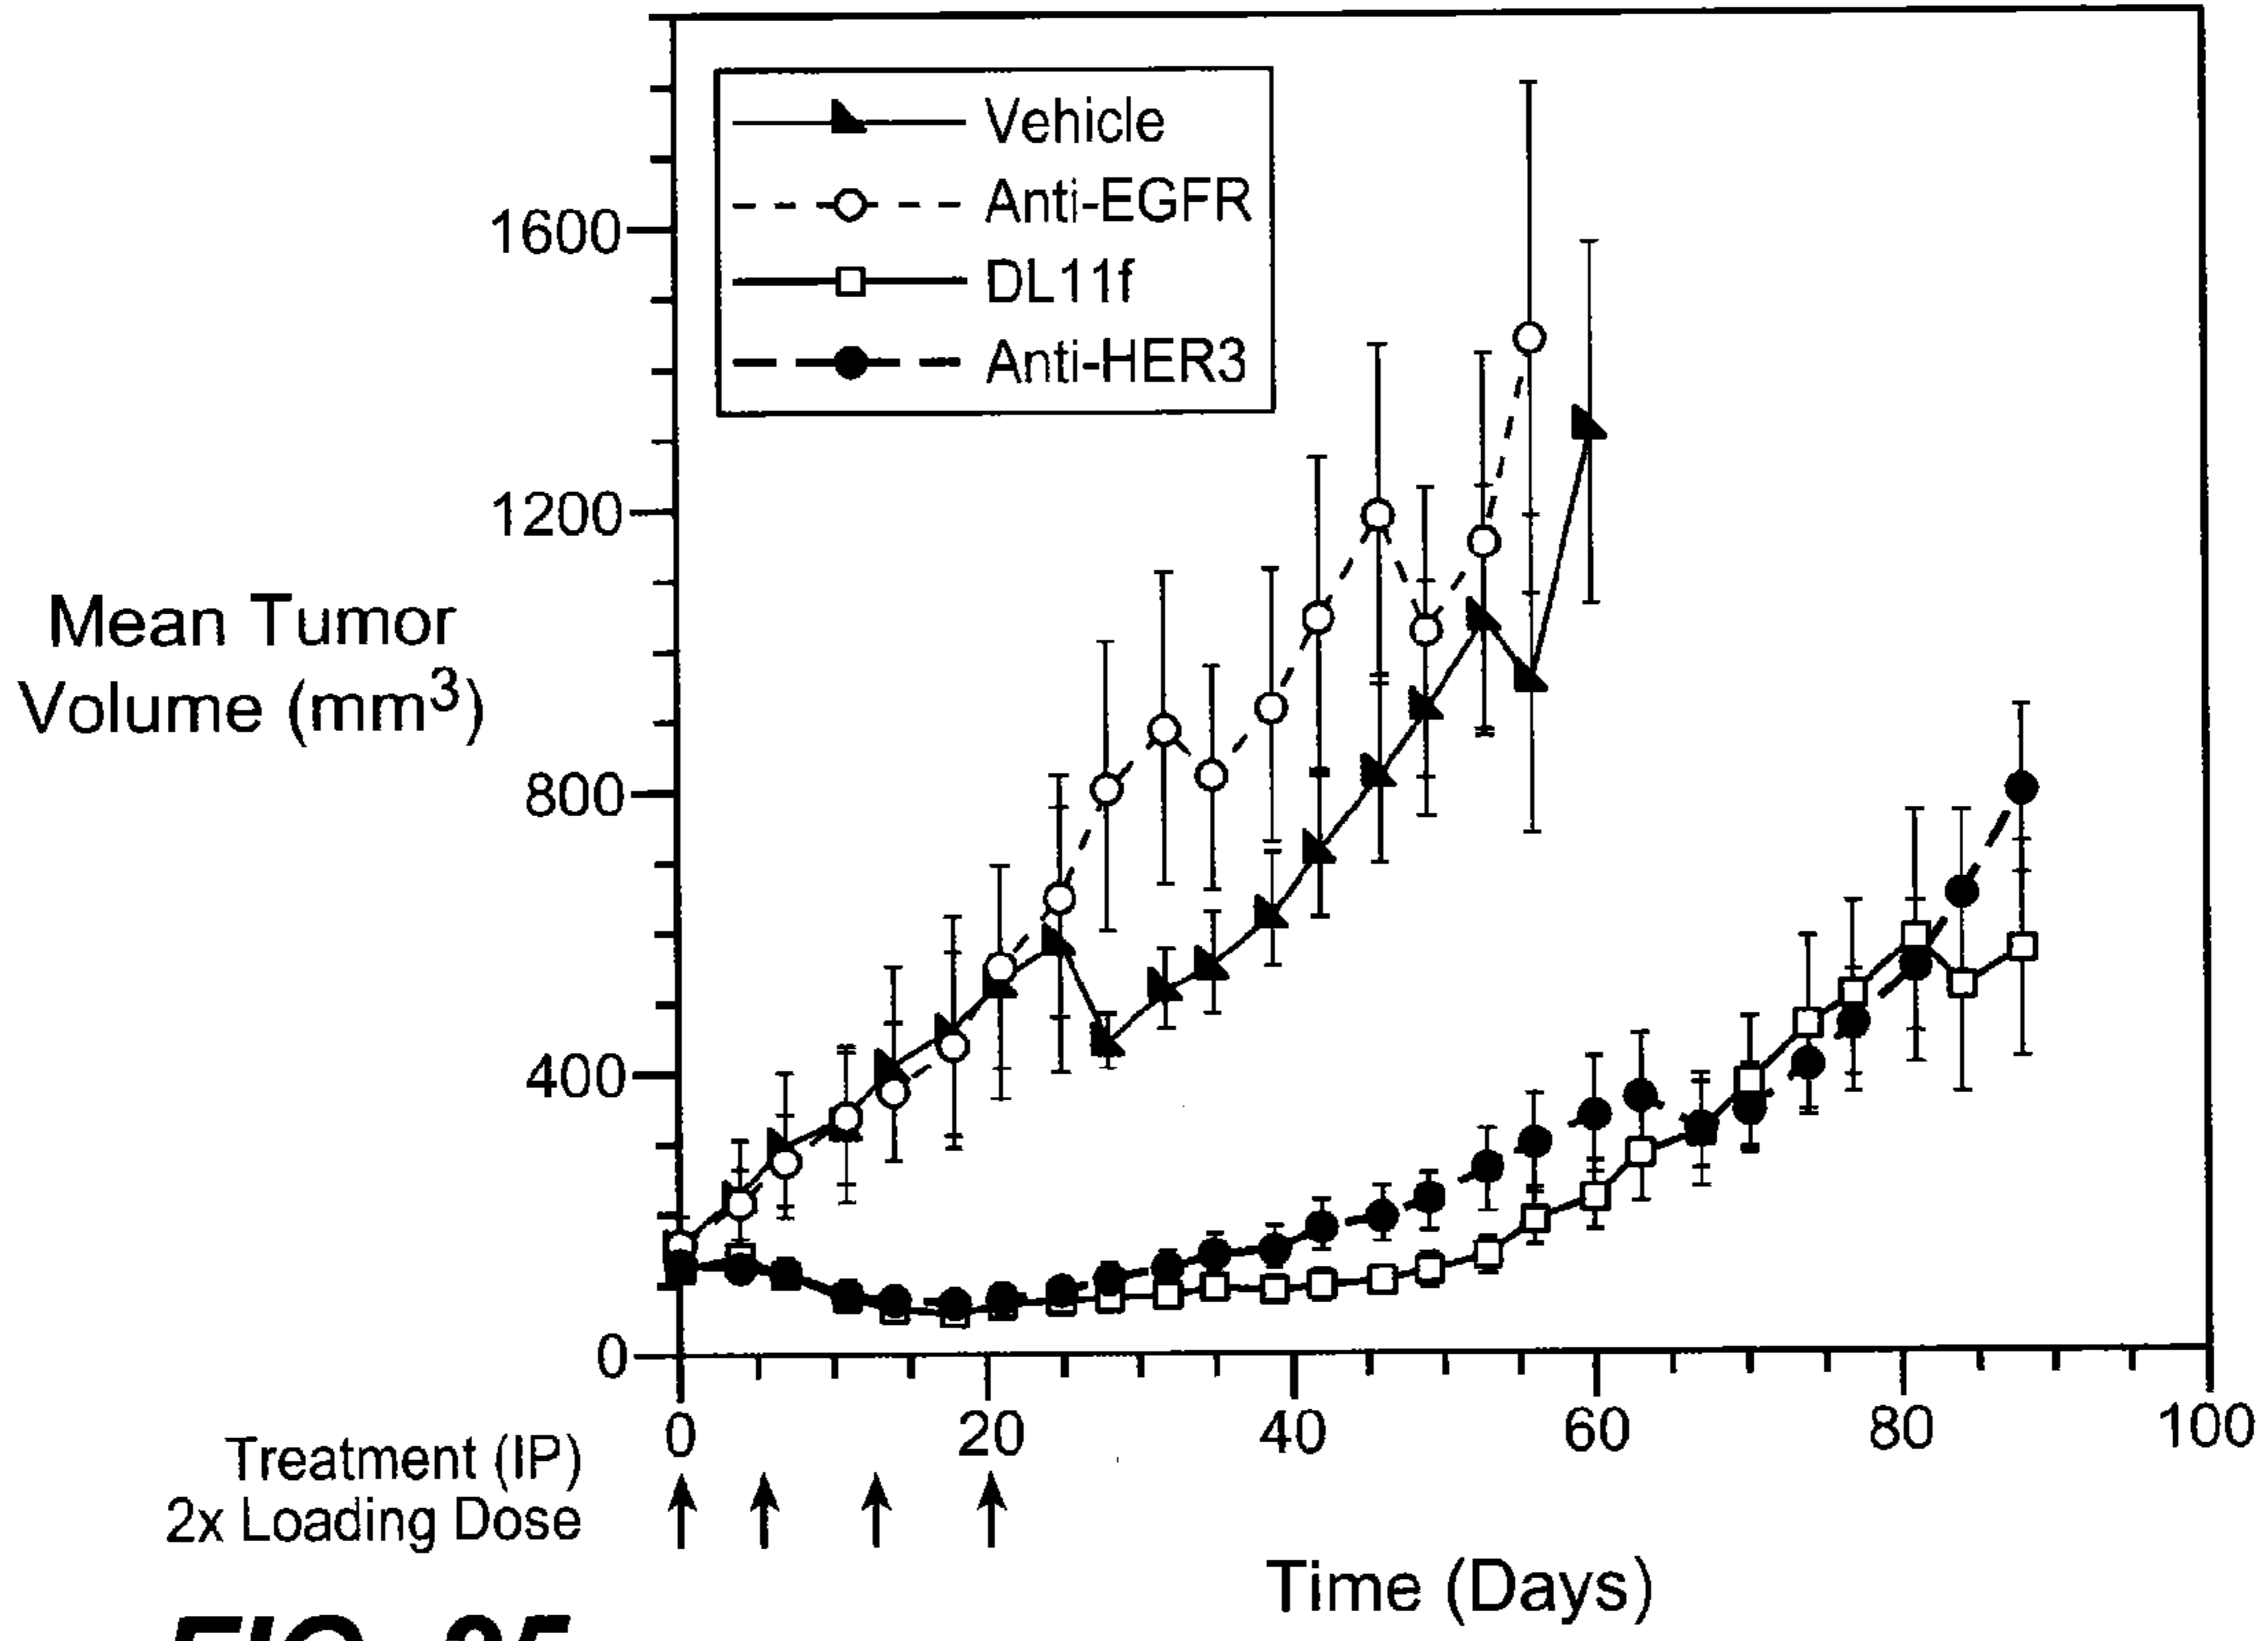 Vehicle
Anti-EGFR
DL11f
Anti-HER3
1600
1200
800
400
0
Mean Tumor
Volume (mm³)
0 20 40 60 80 100
Treatment (IP)
2x Loading Dose
Time (Days)